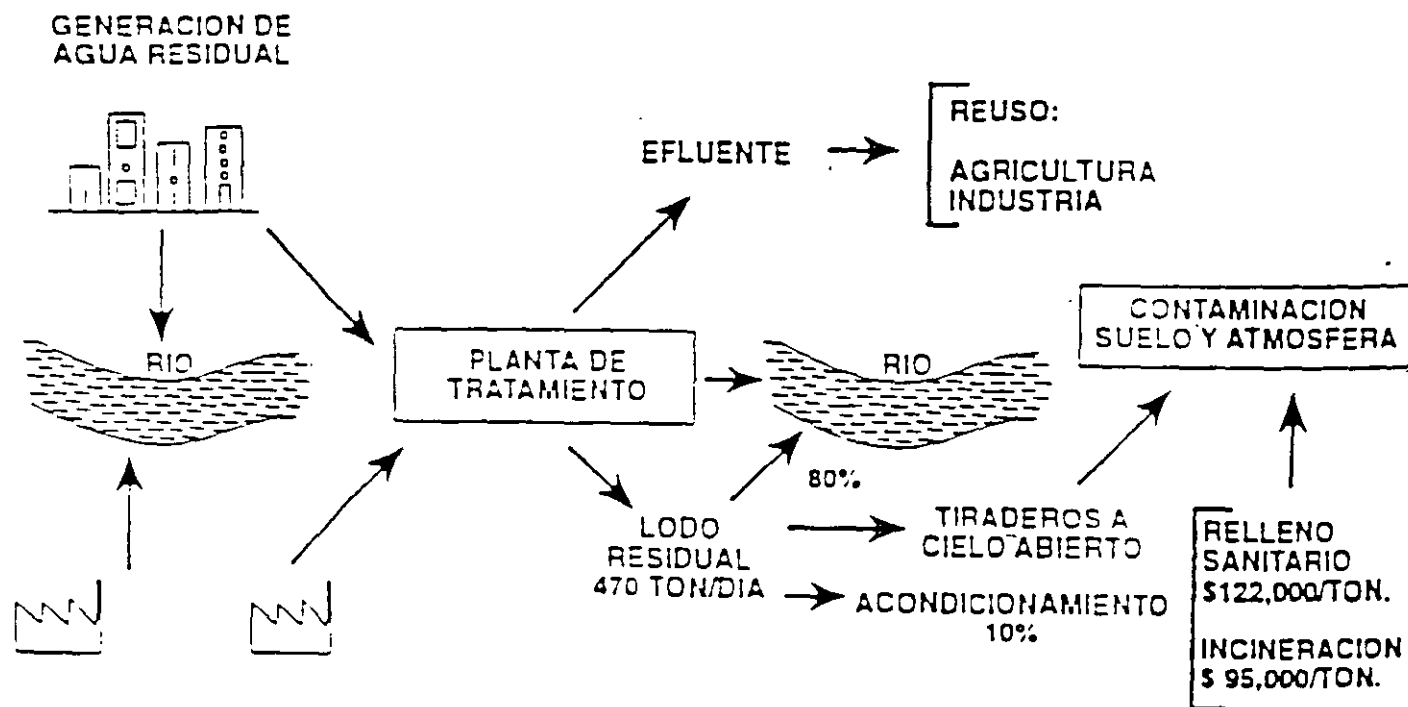 GENERACION DE
AGUA RESIDUAL
EFLUENTE
REUSO:
AGRICULTURA
INDUSTRIA
RIO
PLANTA DE
TRATAMIENTO
RIO
CONTAMINACION
SUELO Y ATMOSFERA
80%
LODO
RESIDUAL
470 TON/DIA
TIRADEROS A
CIELO ABIERTO
ACONDICIONAMIENTO
10%
RELLENO
SANITARIO
$122,000/TON.
INCINERACION
$ 95,000/TON.